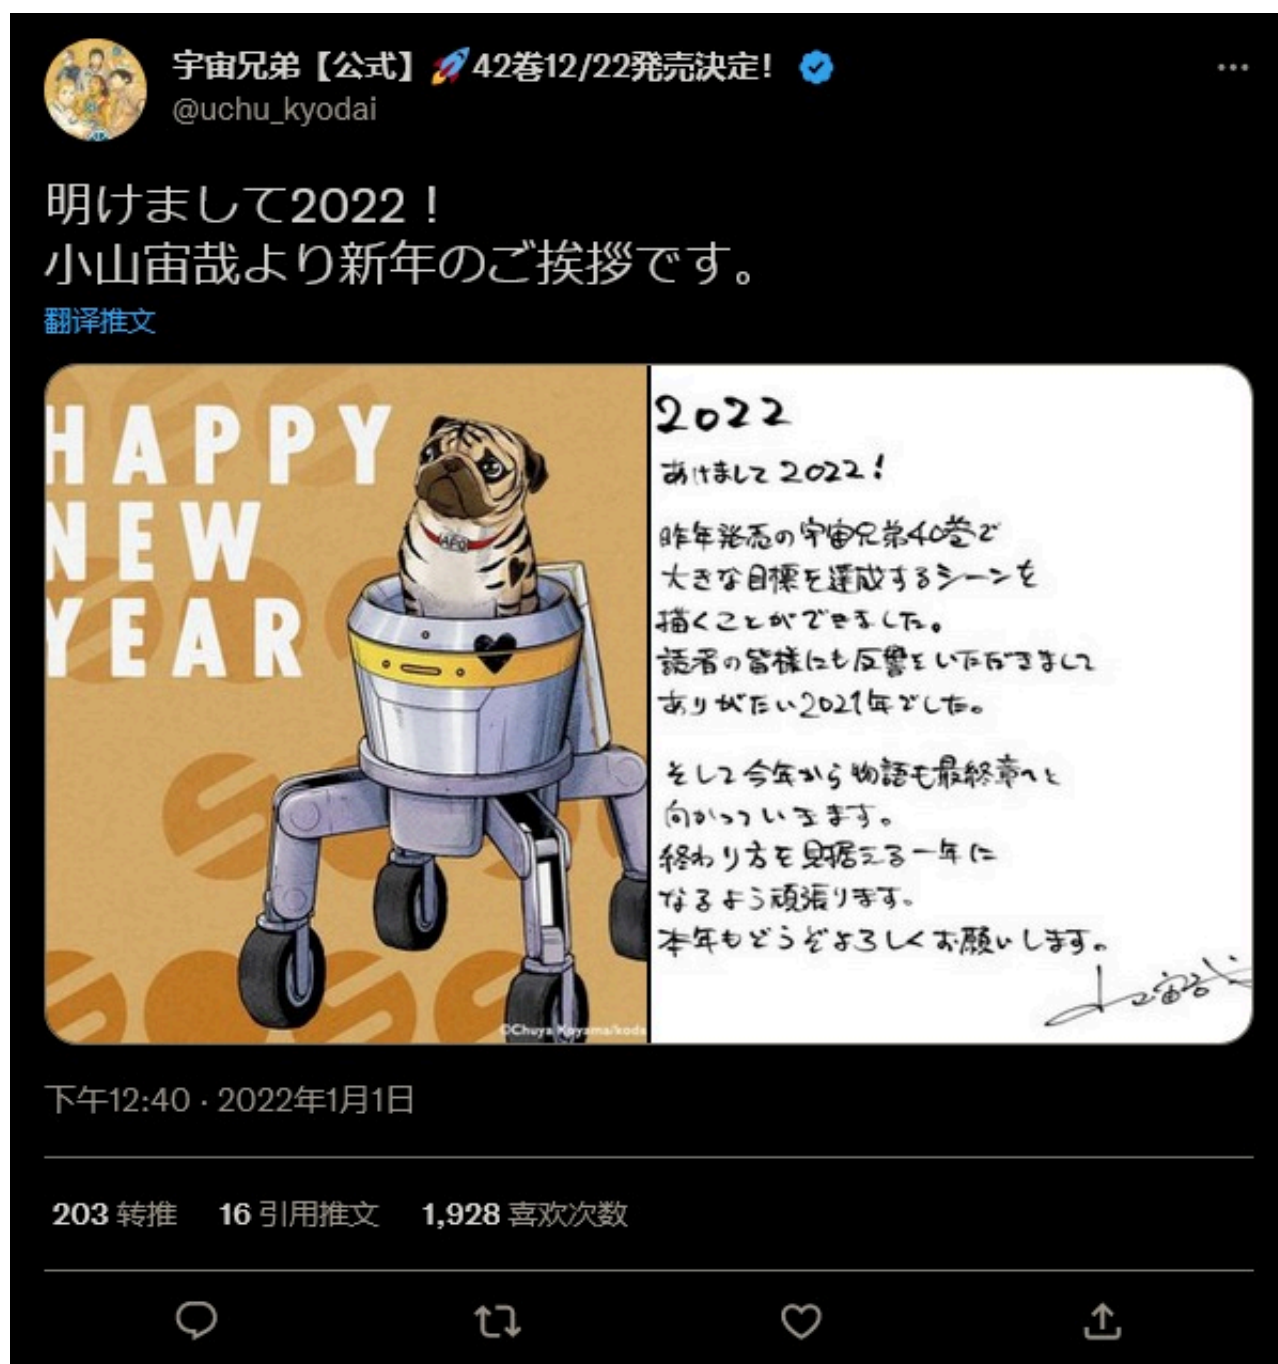 宇宙兄弟【公式】🚀42巻12/22発売決定!
@uchu_kyodai
明けまして2022！
小山宙哉より新年のご挨拶です。
翻译推文
HAPPY
NEW
YEAR
APO
©Chuya Koyama/koda
2022
あけまして2022!
昨年発売の宇宙兄弟40巻で
大きな目標を達成するシーンを
描くことができました。
読者の皆様にも反響をいただきまして
ありがたい2021年でした。
そして今年から物語も最終章へと
向かっていきます。
終わり方を見据える一年に
なるよう頑張ります。
本年もどうぞよろしくお願いします。
小山宙哉
下午12:40 · 2022年1月1日
203 转推 16 引用推文 1,928 喜欢次数